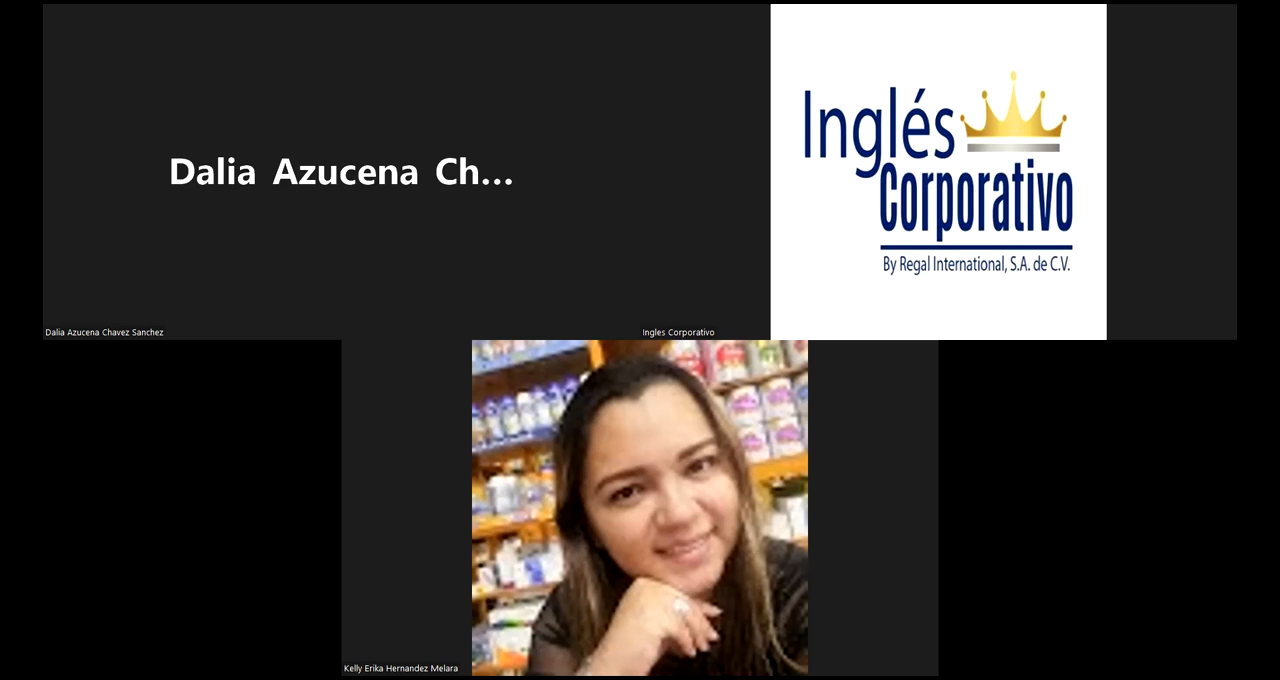 Dalia Azucena Ch...
Dalia Azucena Chavez Sanchez
Inglés
Corporativo
By Regal International, S.A. de C.V.
Ingles Corporativo
Kelly Erika Hernandez Melara